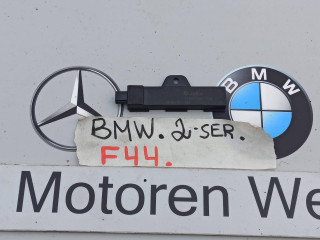 BMW
BMW. 2-SER.
F44.
Motoren We